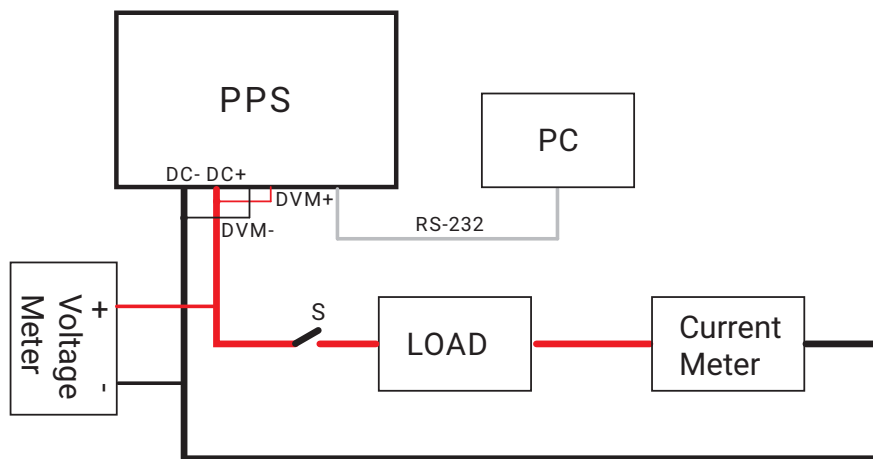 PPS
PC
DC- DC+
DVM+
DVM-
RS-232
Voltage
Meter
+
-
S
LOAD
Current
Meter